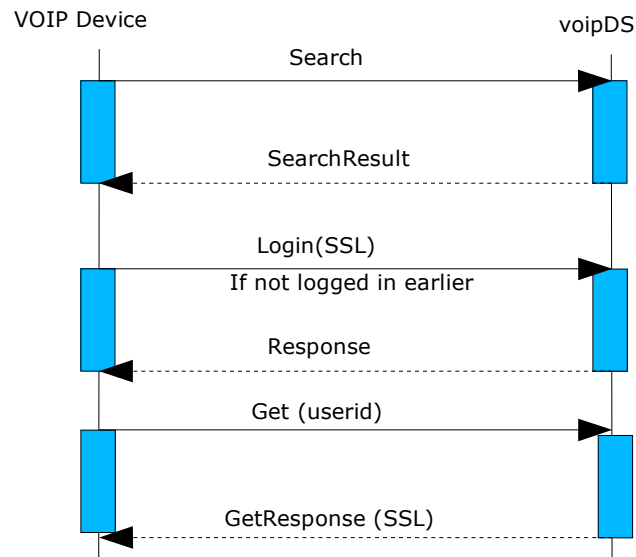 VOIP Device
voipDS
Search
SearchResult
Login(SSL)
If not logged in earlier
Response
Get (userid)
GetResponse (SSL)